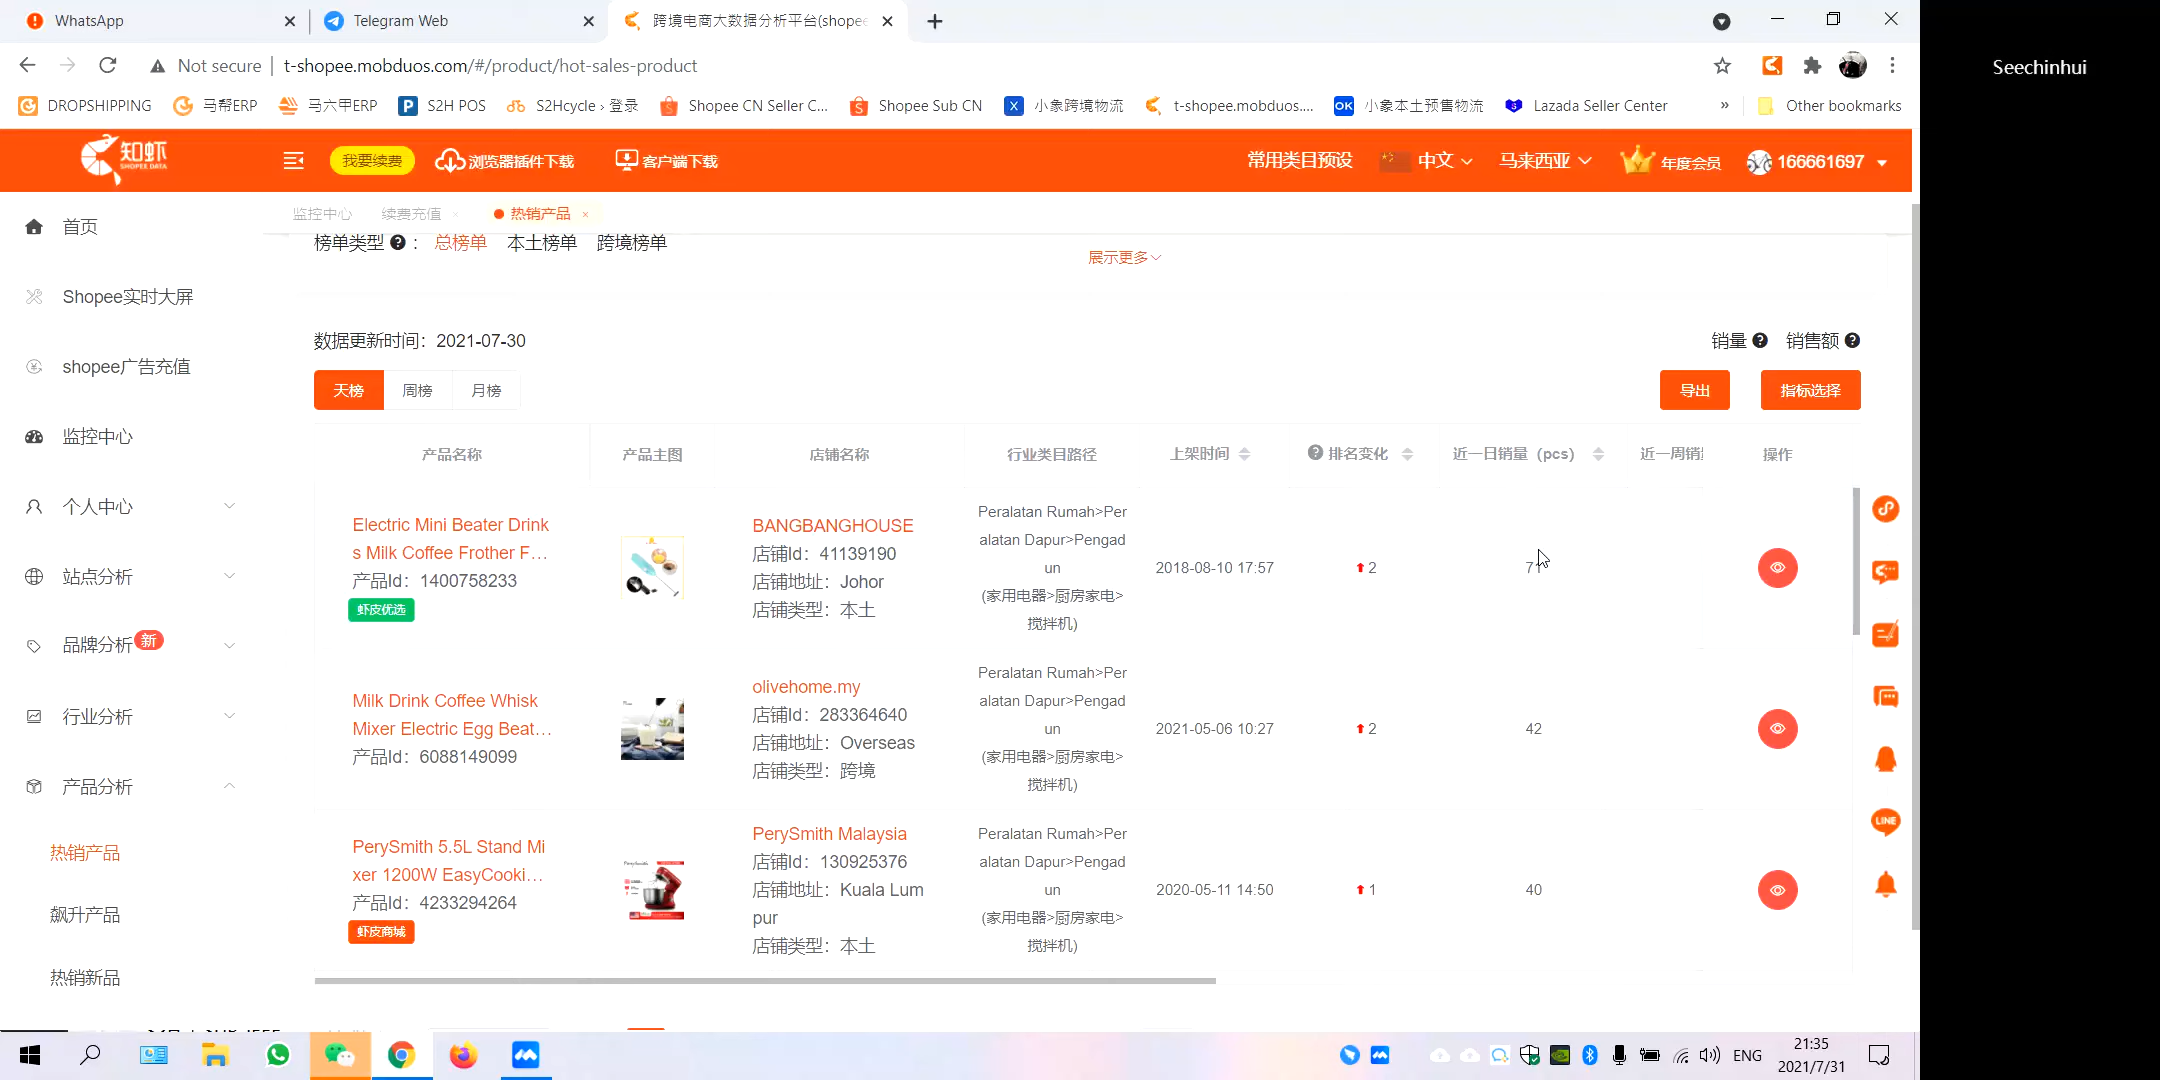 WhatsApp
Telegram Web
跨境电商大数据分析平台(shopee
Not secure
t-shopee.mobduos.com/#/product/hot-sales-product
Seechinhui
DROPSHIPPING
马帮ERP
马六甲ERP
S2H POS
S2Hcycle › 登录
Shopee CN Seller C...
Shopee Sub CN
小象跨境物流
t-shopee.mobduos....
OK
小象本土预售物流
Lazada Seller Center
»
Other bookmarks
知虾
SHOPEE DATA
我要续费
浏览器插件下载
客户端下载
常用类目预设
中文
马来西亚
年度会员
166661697
监控中心
续费充值
热销产品
首页
Shopee实时大屏
shopee广告充值
监控中心
个人中心
站点分析
品牌分析
新
行业分析
产品分析
热销产品
飙升产品
热销新品
榜单类型 ? :
总榜单
本土榜单
跨境榜单
展示更多
数据更新时间：2021-07-30
销量 ?
销售额 ?
天榜
周榜
月榜
导出
指标选择
产品名称
产品主图
店铺名称
行业类目路径
上架时间
? 排名变化
近一日销量（pcs）
近一周销
操作
Electric Mini Beater Drink
s Milk Coffee Frother F...
产品Id：1400758233
虾皮优选
BANGBANGHOUSE
店铺Id：41139190
店铺地址：Johor
店铺类型：本土
Peralatan Rumah>Per
alatan Dapur>Pengad
un
(家用电器>厨房家电>
搅拌机)
2018-08-10 17:57
2
Milk Drink Coffee Whisk
Mixer Electric Egg Beat...
产品Id：6088149099
olivehome.my
店铺Id：283364640
店铺地址：Overseas
店铺类型：跨境
Peralatan Rumah>Per
alatan Dapur>Pengad
un
(家用电器>厨房家电>
搅拌机)
2021-05-06 10:27
2
42
PerySmith 5.5L Stand Mi
xer 1200W EasyCooki...
产品Id：4233294264
虾皮商城
PerySmith Malaysia
店铺Id：130925376
店铺地址：Kuala Lum
pur
店铺类型：本土
Peralatan Rumah>Per
alatan Dapur>Pengad
un
(家用电器>厨房家电>
搅拌机)
2020-05-11 14:50
1
40
LINE
ENG
21:35
2021/7/31